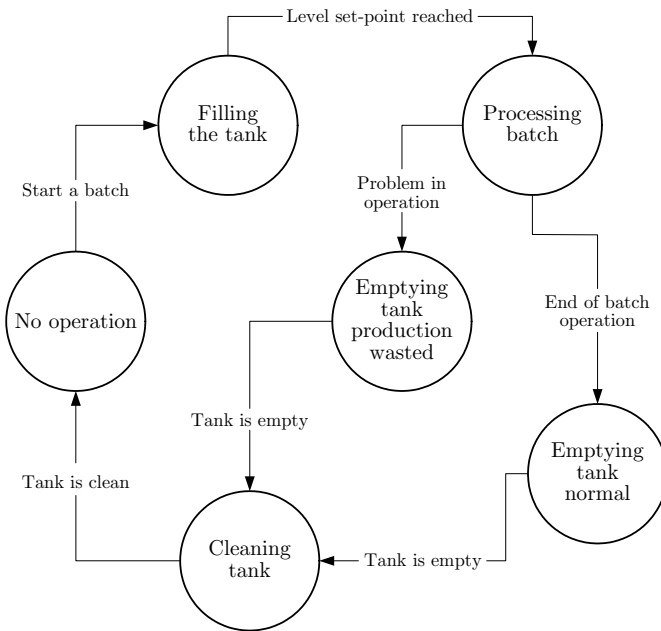 Level set-point reached
Filling
the tank
Processing
batch
Start a batch
Problem in
operation
No operation
Emptying
tank
production
wasted
End of batch
operation
Tank is empty
Emptying
tank
normal
Tank is clean
Cleaning
tank
Tank is empty